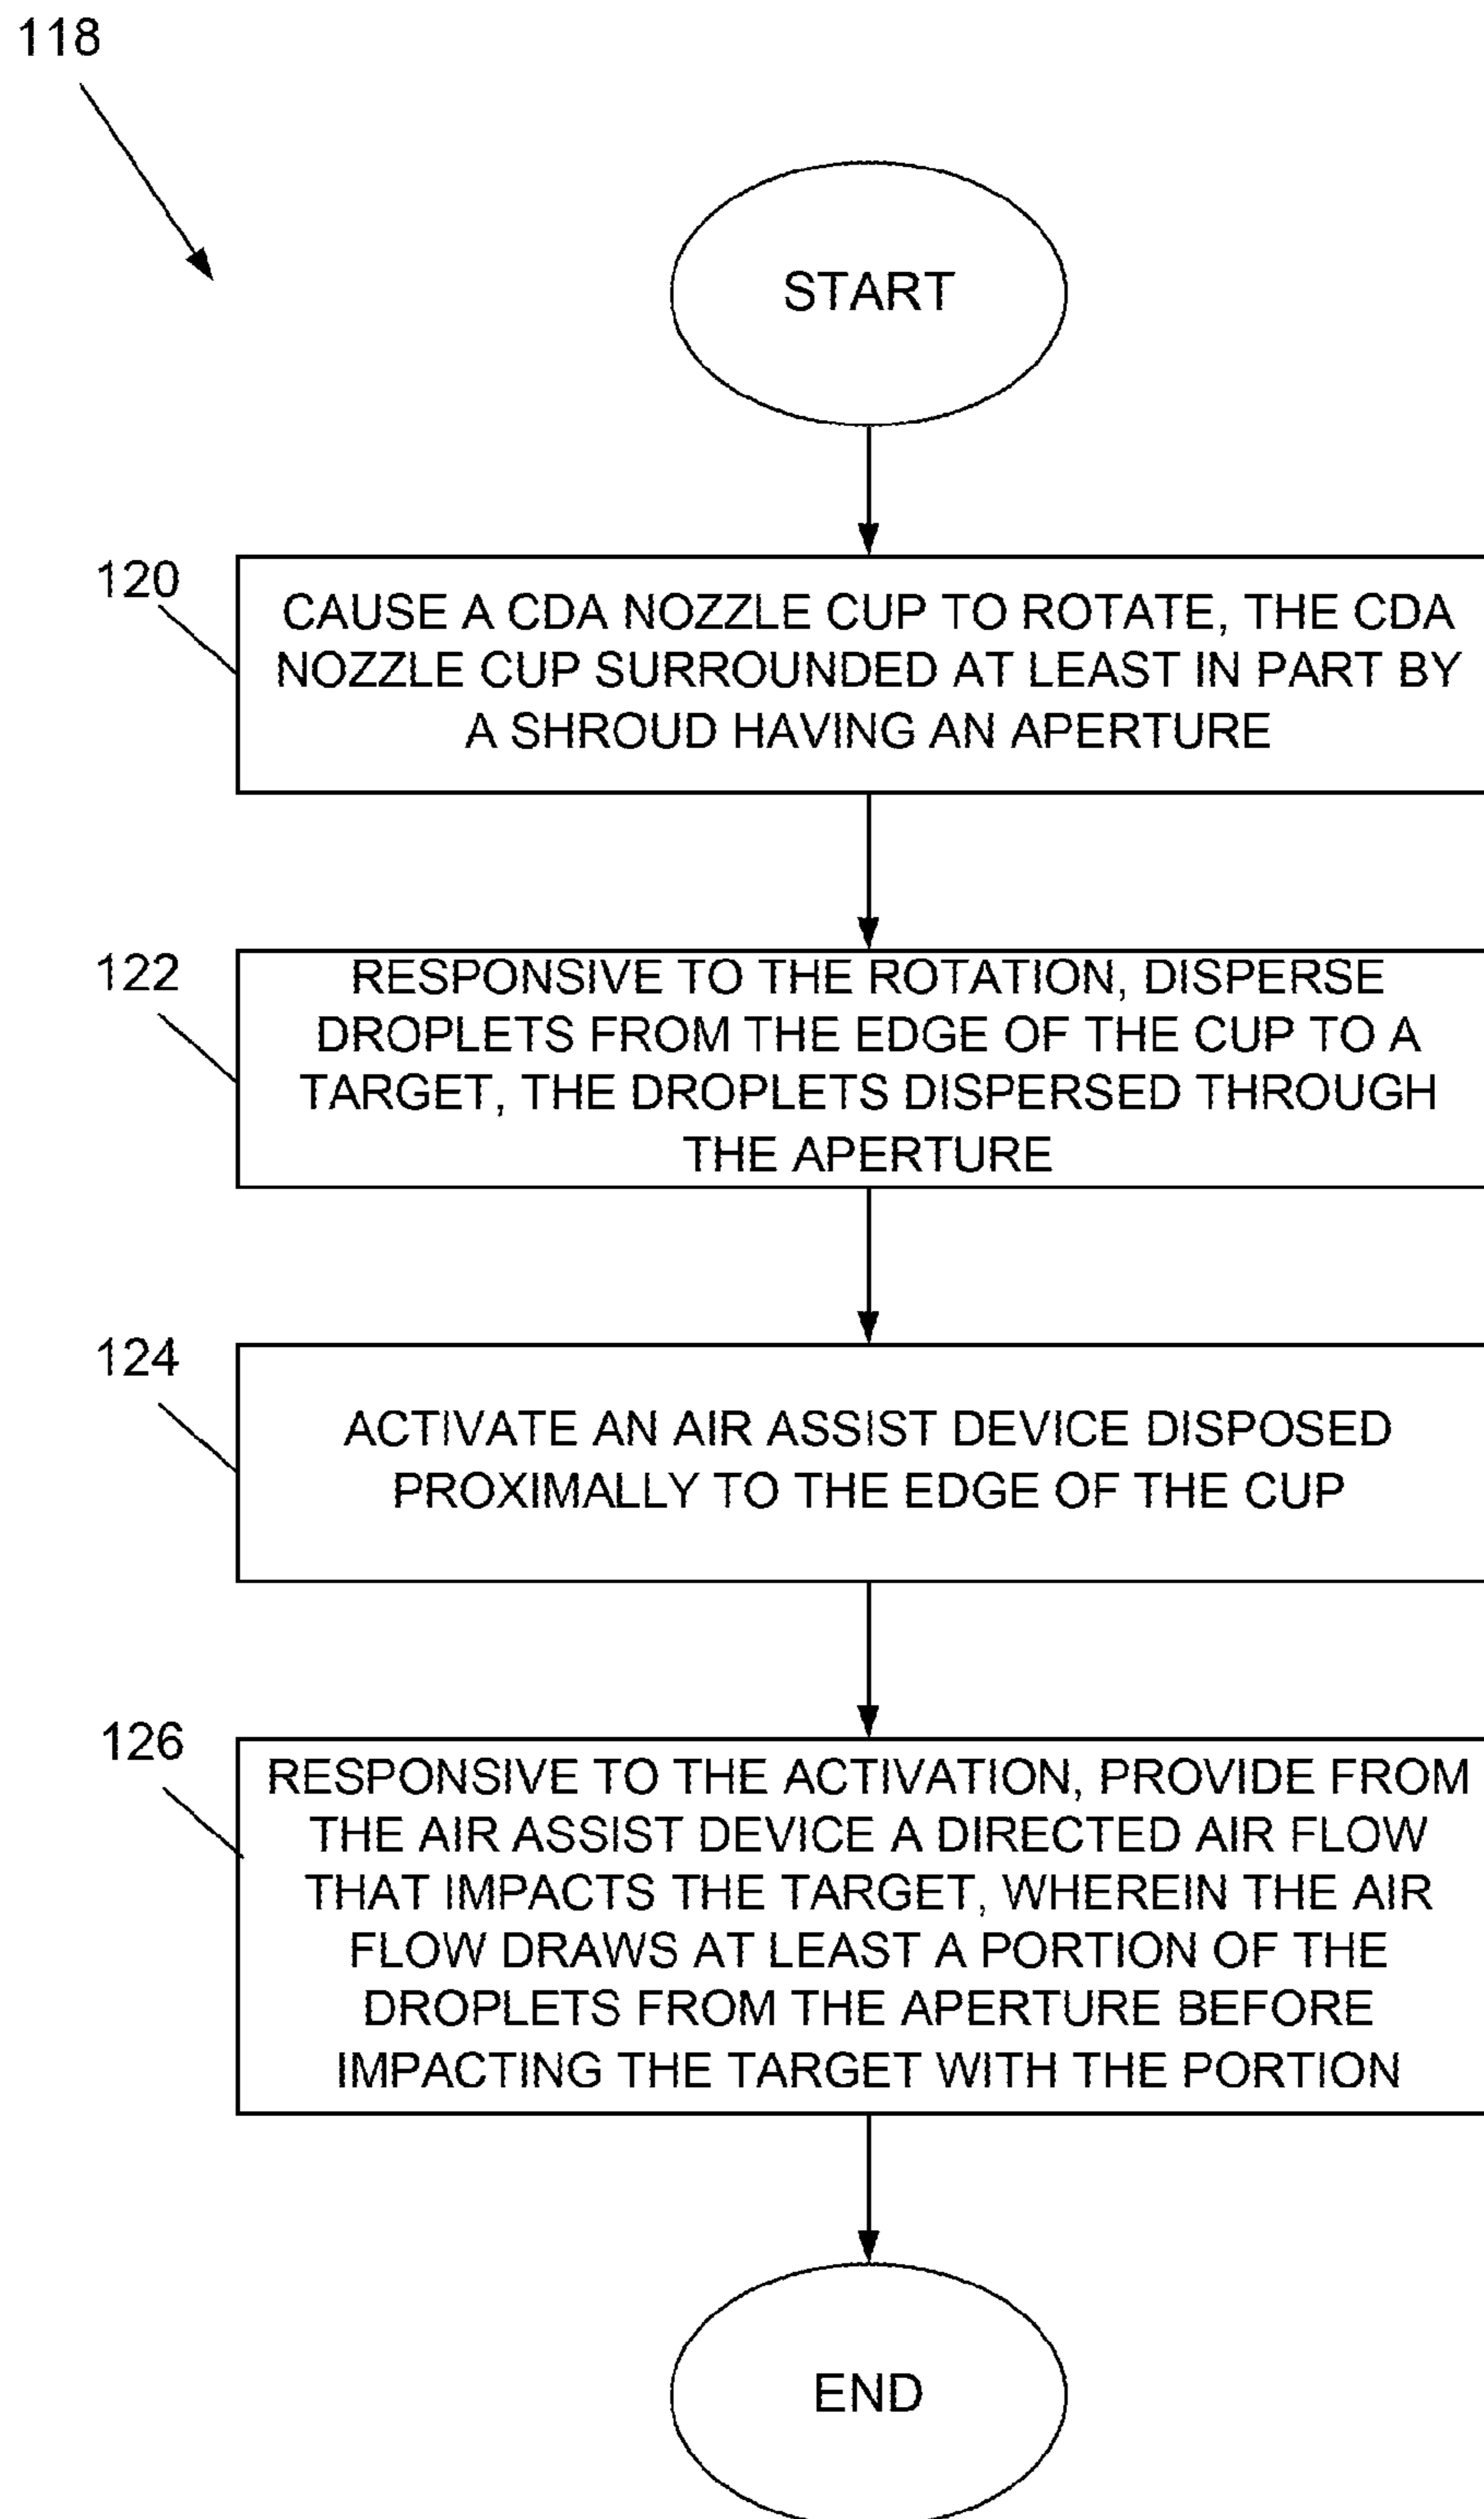 118
START
120
CAUSE A CDA NOZZLE CUP TO ROTATE, THE CDA
NOZZLE CUP SURROUNDED AT LEAST IN PART BY
A SHROUD HAVING AN APERTURE
122
RESPONSIVE TO THE ROTATION, DISPERSE
DROPLETS FROM THE EDGE OF THE CUP TO A
TARGET, THE DROPLETS DISPERSED THROUGH
THE APERTURE
124
ACTIVATE AN AIR ASSIST DEVICE DISPOSED
PROXIMALLY TO THE EDGE OF THE CUP
126
RESPONSIVE TO THE ACTIVATION, PROVIDE FROM
THE AIR ASSIST DEVICE A DIRECTED AIR FLOW
THAT IMPACTS THE TARGET, WHEREIN THE AIR
FLOW DRAWS AT LEAST A PORTION OF THE
DROPLETS FROM THE APERTURE BEFORE
IMPACTING THE TARGET WITH THE PORTION
END